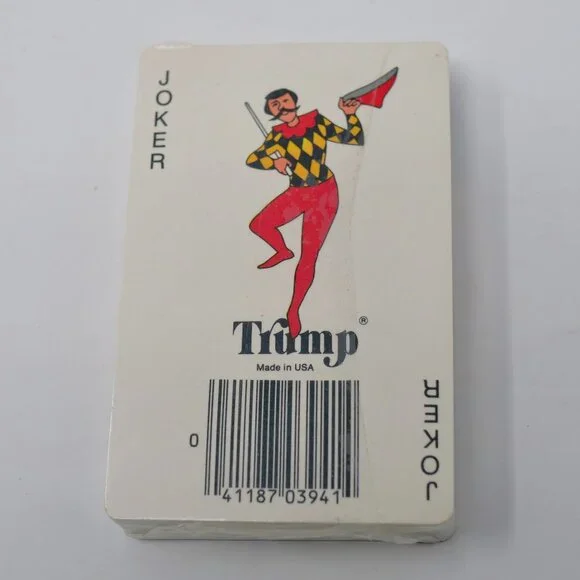 JOKER
Trump®
Made in USA
0 41187 03941
JOKER